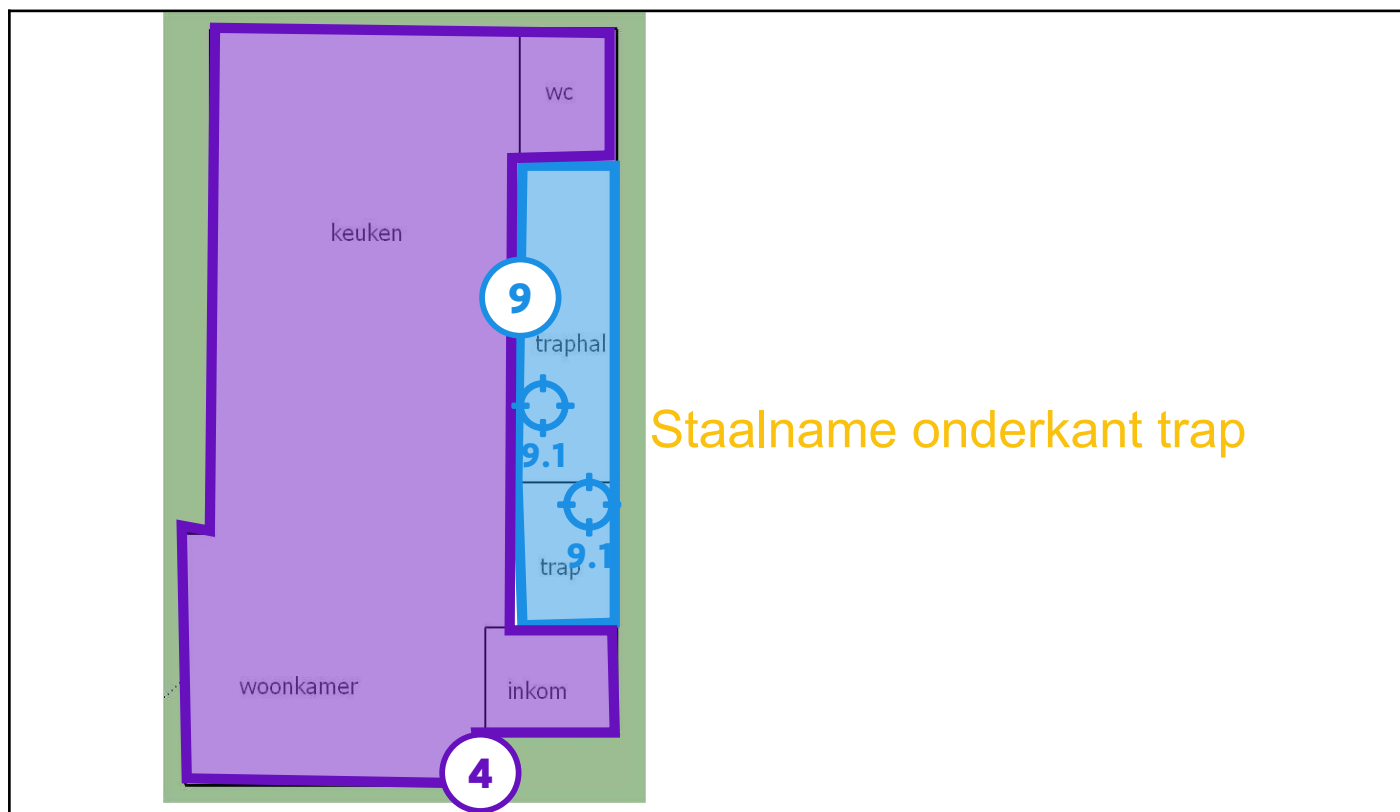 wc
keuken
9
traphal
Staalname onderkant trap
9.1
9.1
trap
woonkamer
inkom
4